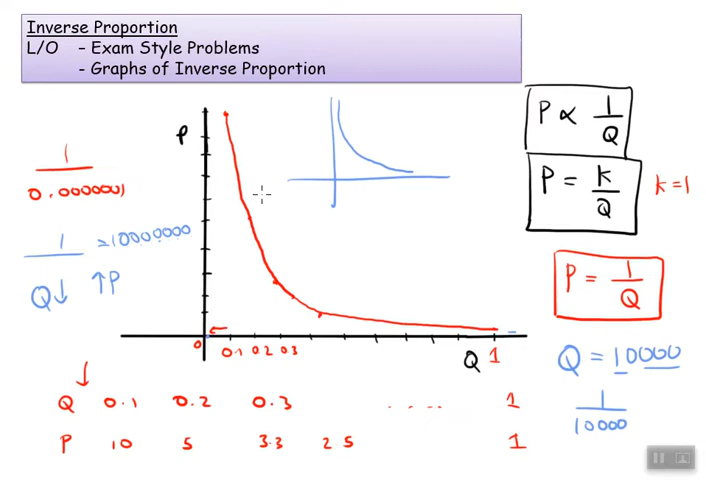 Inverse Proportion
L/O - Exam Style Problems
- Graphs of Inverse Proportion
P ∝ 1/Q
P = k/Q
k=1
P = 1/Q
Q = 10000
1/10000
1/0.0000001
1/Q↓ =10000000 ↑P
P
0 0.1 0.2 0.3 Q 1
Q 0.1 0.2 0.3 ..... 1
P 10 5 3.3 2 5 1